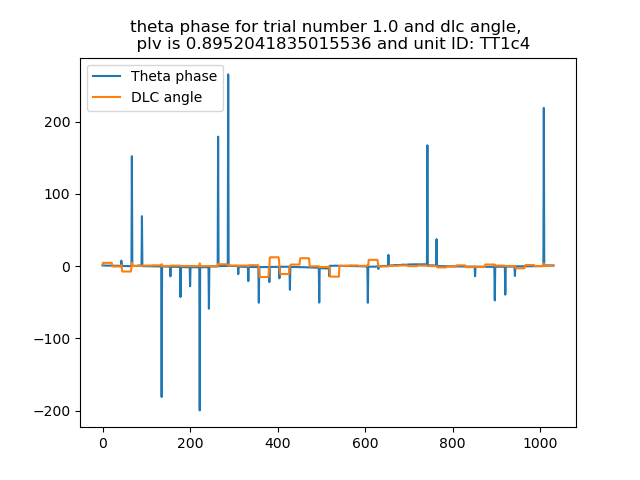 theta phase for trial number 1.0 and dlc angle,
plv is 0.8952041835015536 and unit ID: TT1c4
Theta phase
DLC angle
200
100
0
−100
−200
0
200
400
600
800
1000